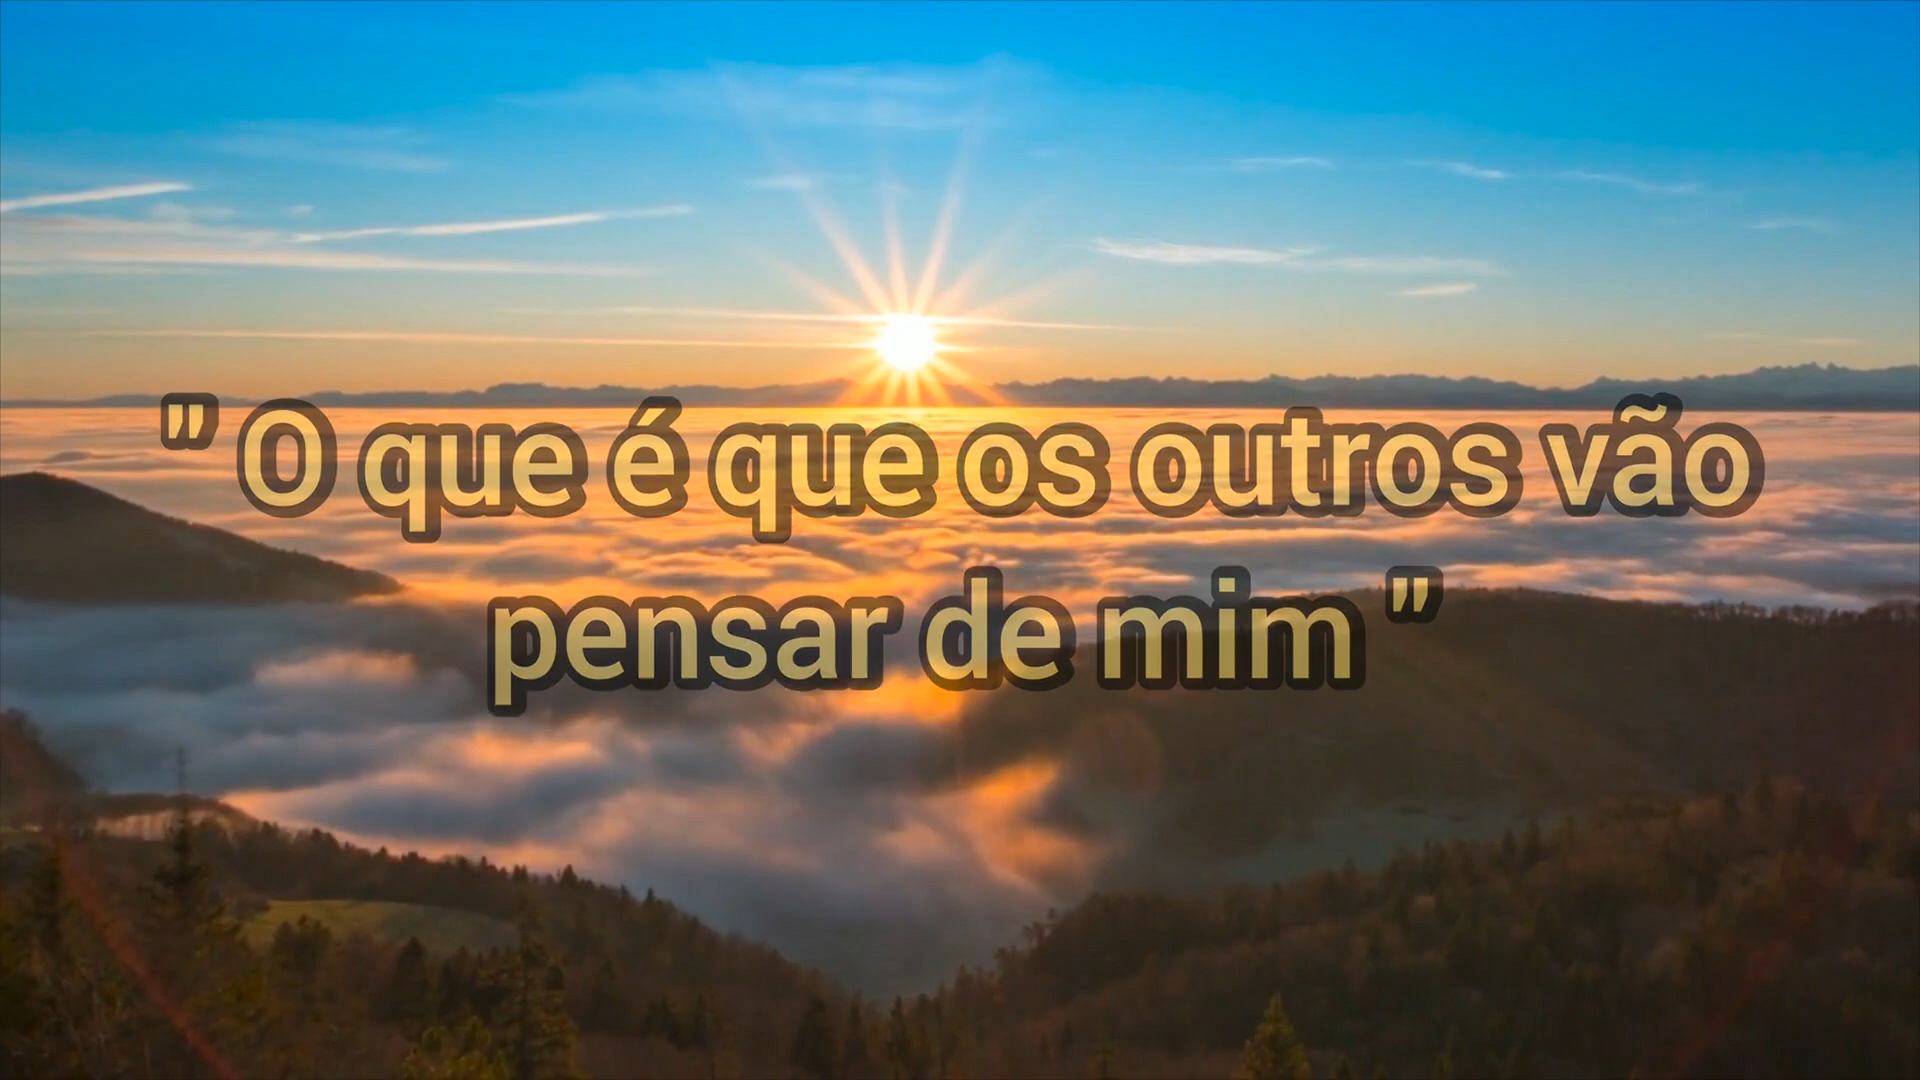 " O que é que os outros vão
pensar de mim "